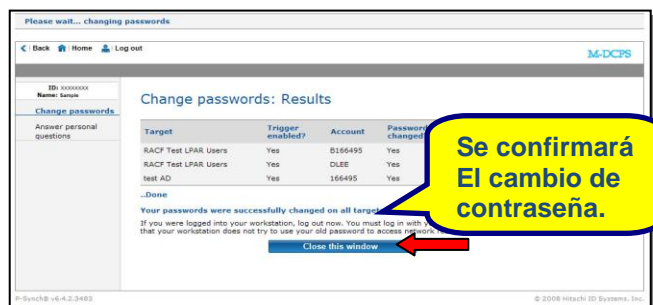 Please wait... changing passwords
Back Home Log out
M-DCPS
ID: XXXXXXXX
Name: Sample
Change passwords
Answer personal questions
Change passwords: Results
Target Trigger enabled? Account Password changed?
RACF Test LPAR Users Yes B166495 Yes
RACF Test LPAR Users Yes DLEE Yes
test AD Yes 166495 Yes
..Done
Your passwords were successfully changed on all
If you were logged into your workstation, log out now. You must log in with
that your workstation does not try to use your old password to access network
Close this window
Se confirmará
El cambio de
contraseña.
P-Synch® v6.4.2.3483
© 2008 Hitachi ID Systems, Inc.